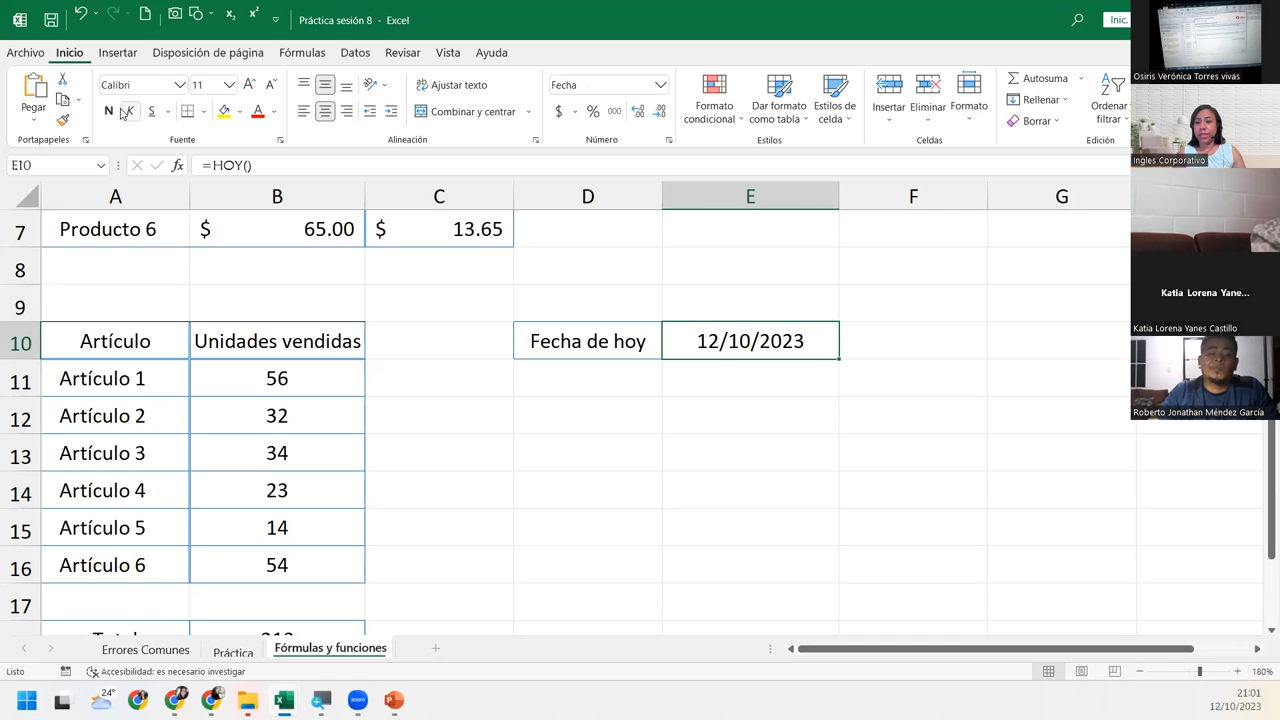 Práctica sesión 8 - Excel
Inic.
Archivo Inicio Insertar Disposición de página Fórmulas Datos Revisar Vista Ayuda
Pegar
Calibri 11
N K S
Ajustar texto
centrar
Fecha
Formato condicional
Dar formato como tabla
Estilos de celda
Insertar Eliminar Formato
Autosuma
Rellenar
Borrar
Ordenar
filtrar
Portapapeles Fuente Alineación Número Estilos Celdas Edición
E10 fx =HOY()
A B C D E F G
7 Producto 6 $ 65.00 $ 13.65
8
9
10 Artículo Unidades vendidas Fecha de hoy 12/10/2023
11 Artículo 1 56
12 Artículo 2 32
13 Artículo 3 34
14 Artículo 4 23
15 Artículo 5 14
16 Artículo 6 54
17
Errores Comunes Práctica Fórmulas y funciones
Listo Accesibilidad: es necesario investigar 180%
24°
zoom
21:01
12/10/2023
Osiris Verónica Torres vivas
Ingles Corporativo
Katia Lorena Yane...
Katia Lorena Yanes Castillo
Roberto Jonathan Méndez García